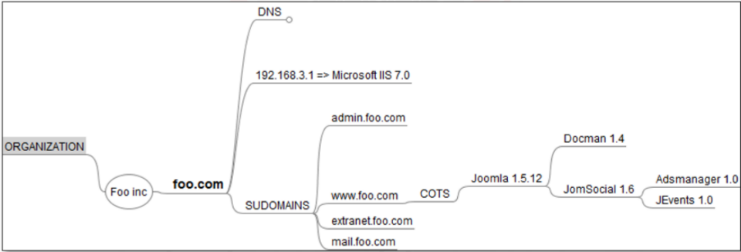 DNS
192.168.3.1 => Microsoft IIS 7.0
admin.foo.com
ORGANIZATION
Docman 1.4
Foo inc
foo.com
Joomla 1.5.12
Adsmanager 1.0
www.foo.com
COTS
JomSocial 1.6
SUDOMAINS
JEvents 1.0
extranet.foo.com
mail.foo.com